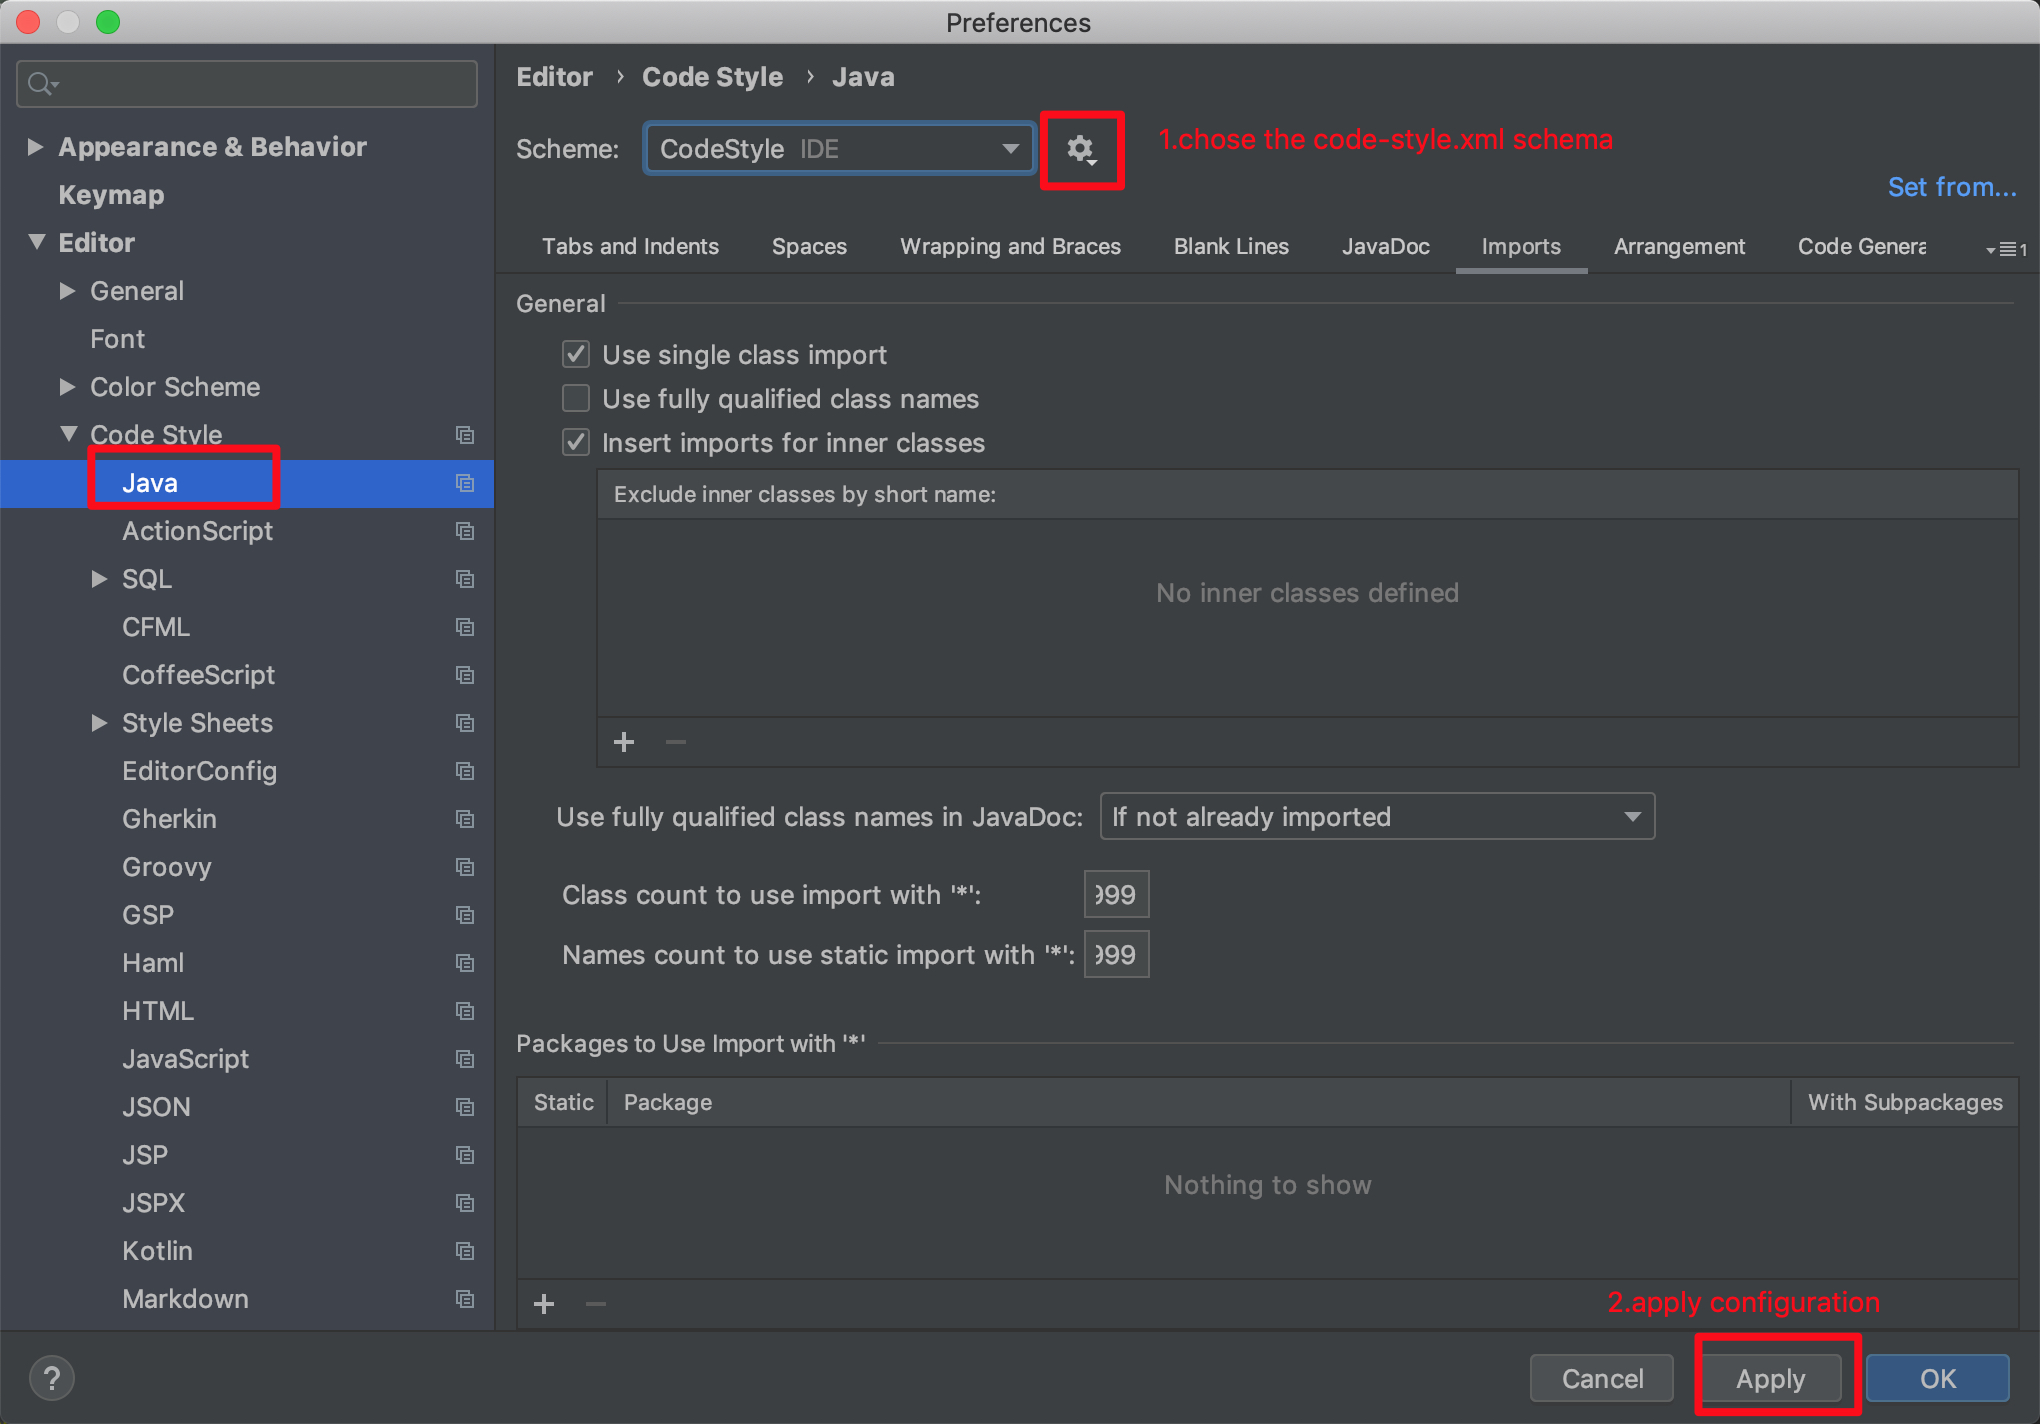 Preferences
Appearance & Behavior
Keymap
Editor
General
Font
Color Scheme
Code Style
Java
ActionScript
SQL
CFML
CoffeeScript
Style Sheets
EditorConfig
Gherkin
Groovy
GSP
Haml
HTML
JavaScript
JSON
JSP
JSPX
Kotlin
Markdown
Editor › Code Style › Java
Scheme: CodeStyle IDE
1.chose the code-style.xml schema
Set from...
Tabs and Indents Spaces Wrapping and Braces Blank Lines JavaDoc Imports Arrangement Code Genera 1
General
Use single class import
Use fully qualified class names
Insert imports for inner classes
Exclude inner classes by short name:
No inner classes defined
Use fully qualified class names in JavaDoc: If not already imported
Class count to use import with '*': 999
Names count to use static import with '*': 999
Packages to Use Import with '*'
Static Package With Subpackages
Nothing to show
2.apply configuration
? Cancel Apply OK